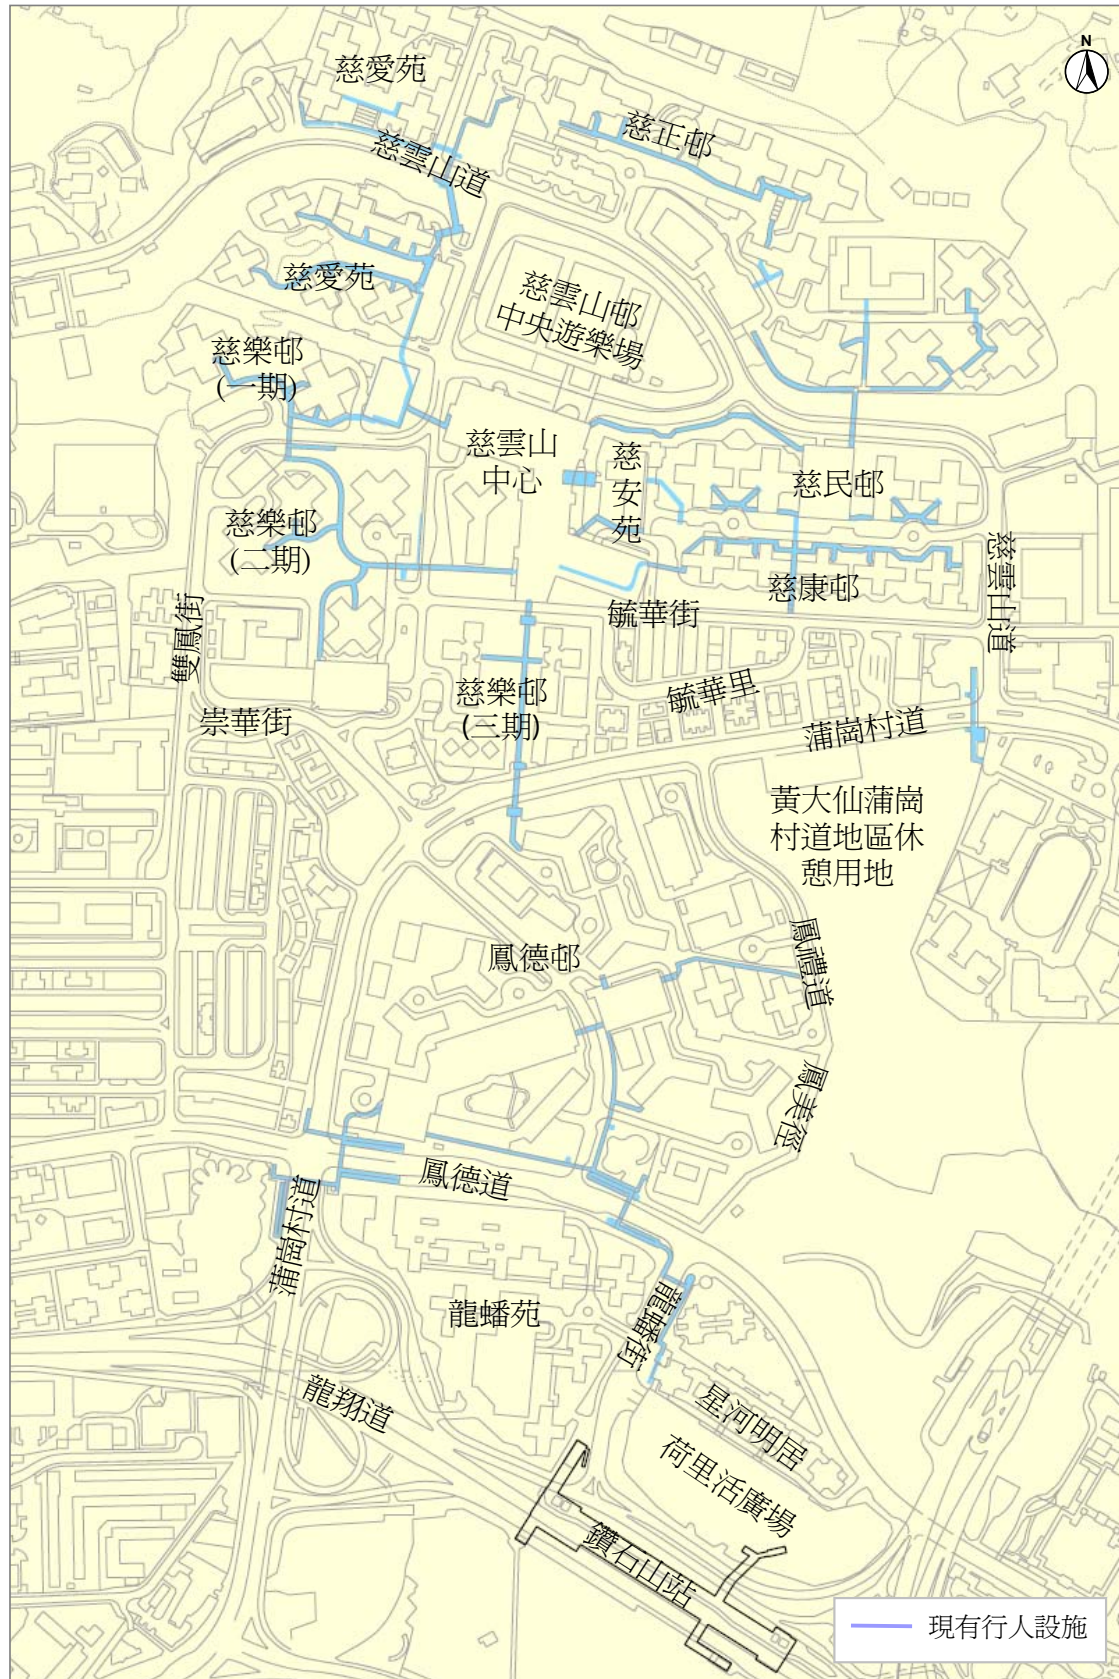 N
慈愛苑
慈正邨
慈雲山道
慈愛苑
慈雲山邨
中央遊樂場
慈樂邨
(一期)
慈雲山
中心
慈安苑
慈民邨
慈樂邨
(二期)
慈雲山道
慈康邨
毓華街
雙鳳街
慈樂邨
(三期)
毓華里
崇華街
蒲崗村道
黃大仙蒲崗
村道地區休
憩用地
鳳德邨
鳳禮道
鳳美徑
鳳德道
蒲崗村道
龍蟠苑
龍蟠街
龍翔道
星河明居
荷里活廣場
鑽石山站
現有行人設施